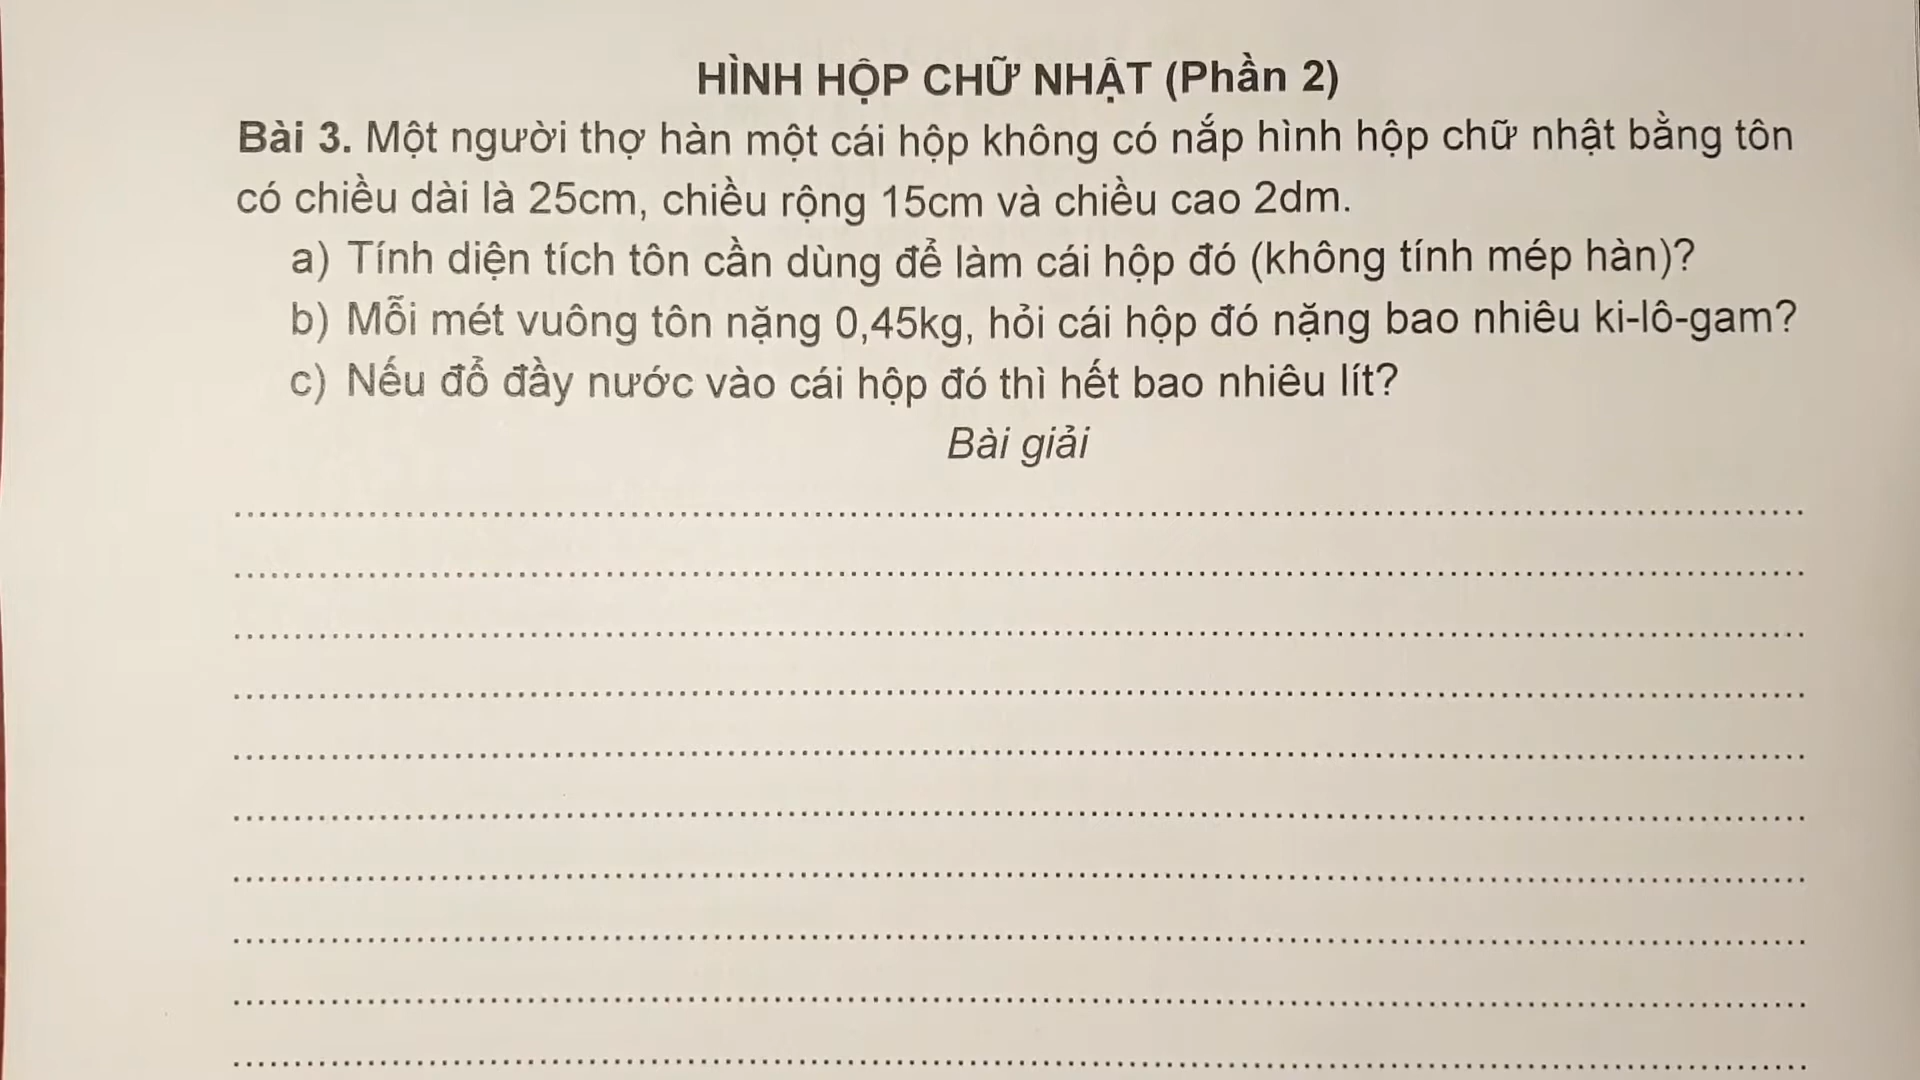 HÌNH HỘP CHỮ NHẬT (Phần 2)
Bài 3. Một người thợ hàn một cái hộp không có nắp hình hộp chữ nhật bằng tôn
có chiều dài là 25cm, chiều rộng 15cm và chiều cao 2dm.
a) Tính diện tích tôn cần dùng để làm cái hộp đó (không tính mép hàn)?
b) Mỗi mét vuông tôn nặng 0,45kg, hỏi cái hộp đó nặng bao nhiêu ki-lô-gam?
c) Nếu đổ đầy nước vào cái hộp đó thì hết bao nhiêu lít?
Bài giải